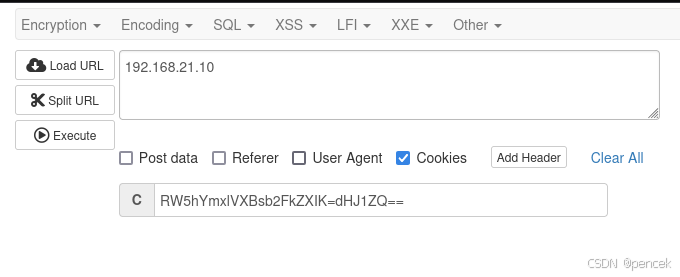 Encryption Encoding SQL XSS LFI XXE Other
Load URL
192.168.21.10
Split URL
Execute
Post data Referer User Agent Cookies Add Header Clear All
C RW5hYmxlVXBsb2FkZXIK=dHJ1ZQ==
CSDN @pencek